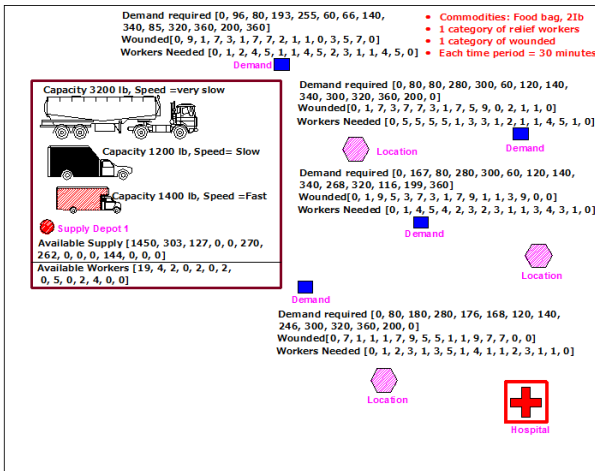 Demand required [0, 96, 80, 193, 255, 60, 66, 140,
340, 85, 320, 360, 200, 360]
Wounded[0, 9, 1, 7, 3, 1, 7, 7, 2, 1, 1, 0, 3, 5, 7, 0]
Workers Needed [0, 1, 2, 4, 5, 1, 1, 4, 5, 2, 3, 1, 1, 4, 5, 0]
Demand
• Commodities: Food bag, 2Ib
• 1 category of relief workers
• 1 category of wounded
• Each time period = 30 minutes
Capacity 3200 lb, Speed =very slow
Capacity 1200 lb, Speed= Slow
Capacity 1400 lb, Speed =Fast
Supply Depot 1
Available Supply [1450, 303, 127, 0, 0, 270,
262, 0, 0, 0, 144, 0, 0, 0]
Available Workers [19, 4, 2, 0, 2, 0, 2,
0, 5, 0, 2, 4, 0, 0]
Demand required [0, 80, 80, 280, 300, 60, 120, 140,
340, 300, 320, 360, 200, 0]
Wounded[0, 1, 7, 3, 7, 7, 3, 1, 7, 5, 9, 0, 2, 1, 1, 0]
Workers Needed [0, 5, 5, 5, 5, 1, 3, 3, 1, 2, 1, 1, 4, 5, 1, 0]
Location
Demand
Demand required [0, 167, 80, 280, 300, 60, 120, 140,
340, 268, 320, 116, 199, 360]
Wounded[0, 1, 9, 5, 3, 7, 3, 1, 7, 9, 1, 1, 3, 9, 0, 0]
Workers Needed [0, 1, 4, 5, 4, 2, 3, 2, 3, 1, 1, 3, 4, 3, 1, 0]
Demand
Location
Demand
Demand required [0, 80, 180, 280, 176, 168, 120, 140,
246, 300, 320, 360, 200, 0]
Wounded[0, 7, 1, 1, 1, 7, 9, 5, 5, 1, 1, 9, 7, 7, 0, 0]
Workers Needed [0, 1, 2, 3, 1, 3, 5, 1, 4, 1, 1, 2, 3, 1, 1, 0]
Location
Hospital